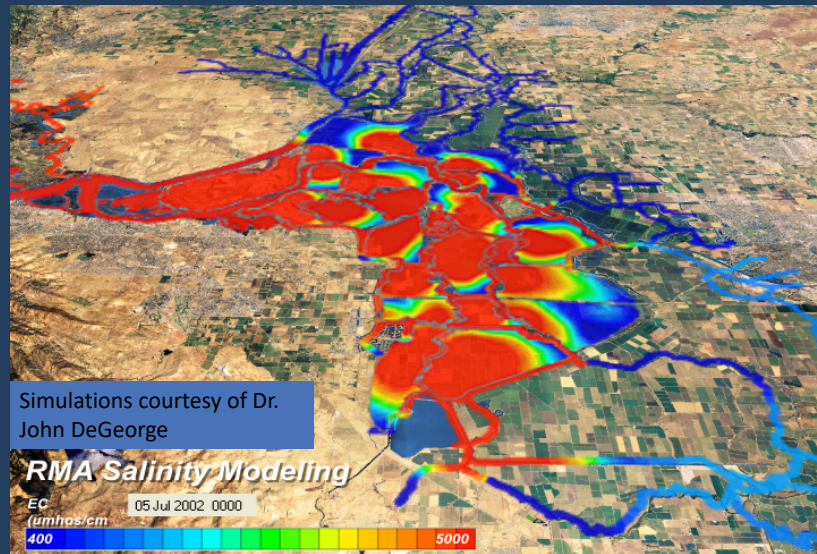 Simulations courtesy of Dr.
John DeGeorge
RMA Salinity Modeling
EC
(umhos/cm
05 Jul 2002 0000
400
5000